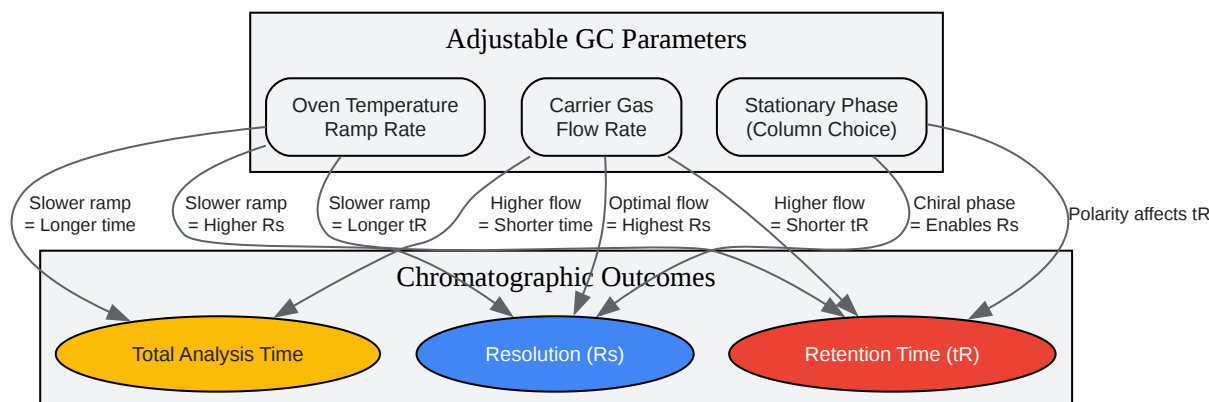 Adjustable GC Parameters
Oven Temperature
Ramp Rate
Carrier Gas
Flow Rate
Stationary Phase
(Column Choice)
Slower ramp
= Longer time
Slower ramp
= Higher Rs
Slower ramp
= Longer tR
Higher flow
= Shorter time
Optimal flow
= Highest Rs
Higher flow
= Shorter tR
Chiral phase
= Enables Rs
Polarity affects tR
Chromatographic Outcomes
Total Analysis Time
Resolution (Rs)
Retention Time (tR)